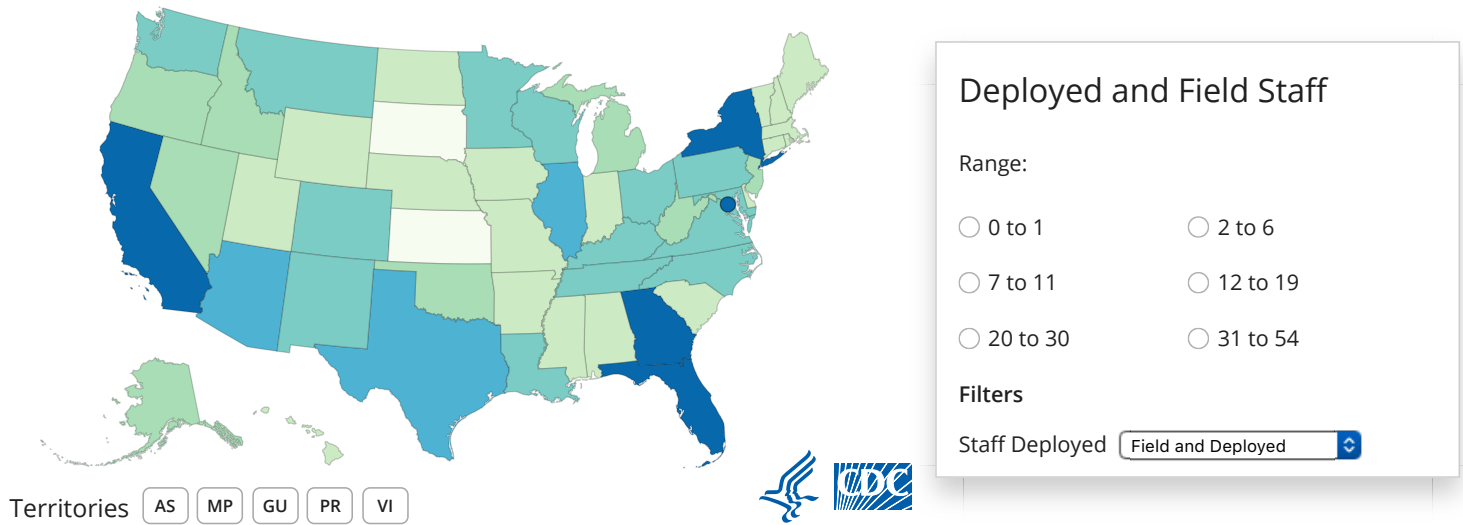 Deployed and Field Staff
Range:
0 to 1
2 to 6
7 to 11
12 to 19
20 to 30
31 to 54
Filters
Staff Deployed Field and Deployed
Territories AS MP GU PR VI
CDC